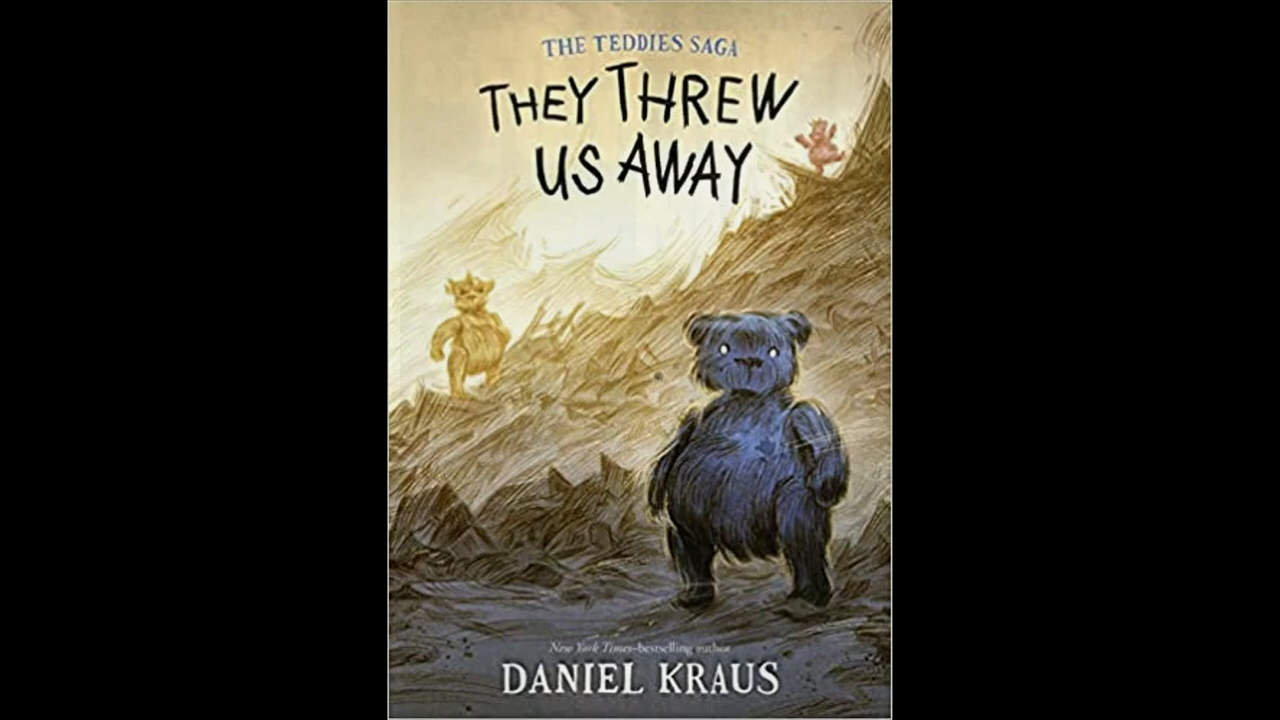 THE TEDDIES SAGA
THEY THREW
US AWAY
New York Times–bestselling author
DANIEL KRAUS